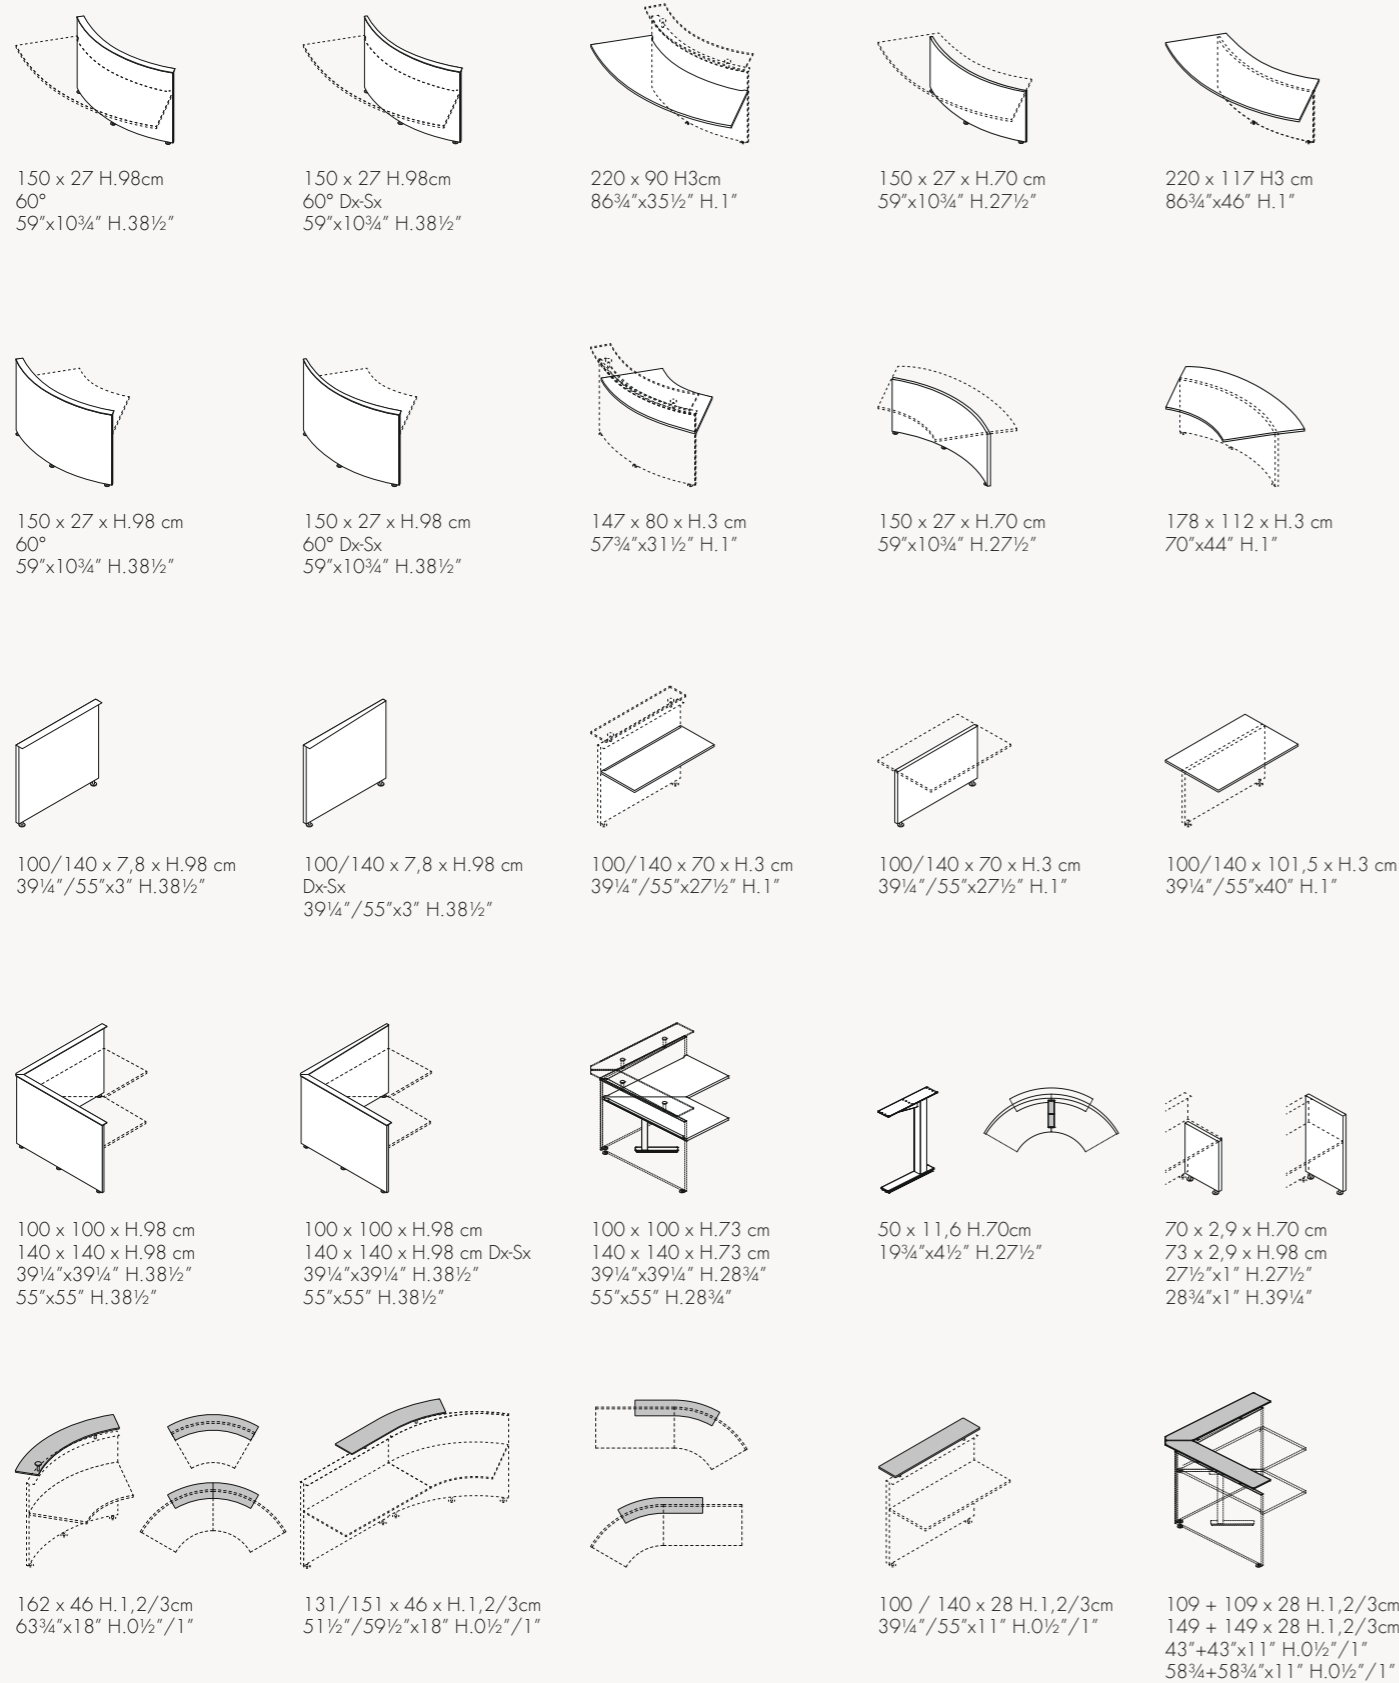 150 x 27 H.98cm
60°
59”x10¾” H.38½”
150 x 27 H.98cm
60° Dx-Sx
59”x10¾” H.38½”
220 x 90 H3cm
86¾”x35½” H.1”
150 x 27 x H.70 cm
59”x10¾” H.27½”
220 x 117 H3 cm
86¾”x46” H.1”
150 x 27 x H.98 cm
60°
59”x10¾” H.38½”
150 x 27 x H.98 cm
60° Dx-Sx
59”x10¾” H.38½”
147 x 80 x H.3 cm
57¾”x31½” H.1”
150 x 27 x H.70 cm
59”x10¾” H.27½”
178 x 112 x H.3 cm
70”x44” H.1”
100/140 x 7,8 x H.98 cm
39¼”/55”x3” H.38½”
100/140 x 7,8 x H.98 cm
Dx-Sx
39¼”/55”x3” H.38½”
100/140 x 70 x H.3 cm
39¼”/55”x27½” H.1”
100/140 x 70 x H.3 cm
39¼”/55”x27½” H.1”
100/140 x 101,5 x H.3 cm
39¼”/55”x40” H.1”
100 x 100 x H.98 cm
140 x 140 x H.98 cm
39¼”x39¼” H.38½”
55”x55” H.38½”
100 x 100 x H.98 cm
140 x 140 x H.98 cm Dx-Sx
39¼”x39¼” H.38½”
55”x55” H.38½”
100 x 100 x H.73 cm
140 x 140 x H.73 cm
39¼”x39¼” H.28¾”
55”x55” H.28¾”
50 x 11,6 H.70cm
19¾”x4½” H.27½”
70 x 2,9 x H.70 cm
73 x 2,9 x H.98 cm
27½”x1” H.27½”
28¾”x1” H.39¼”
162 x 46 H.1,2/3cm
63¾”x18” H.0½”/1”
131/151 x 46 x H.1,2/3cm
51½”/59½”x18” H.0½”/1”
100 / 140 x 28 H.1,2/3cm
39¼”/55”x11” H.0½”/1”
109 + 109 x 28 H.1,2/3cm
149 + 149 x 28 H.1,2/3cm
43”+43”x11” H.0½”/1”
58¾+58¾”x11” H.0½”/1”